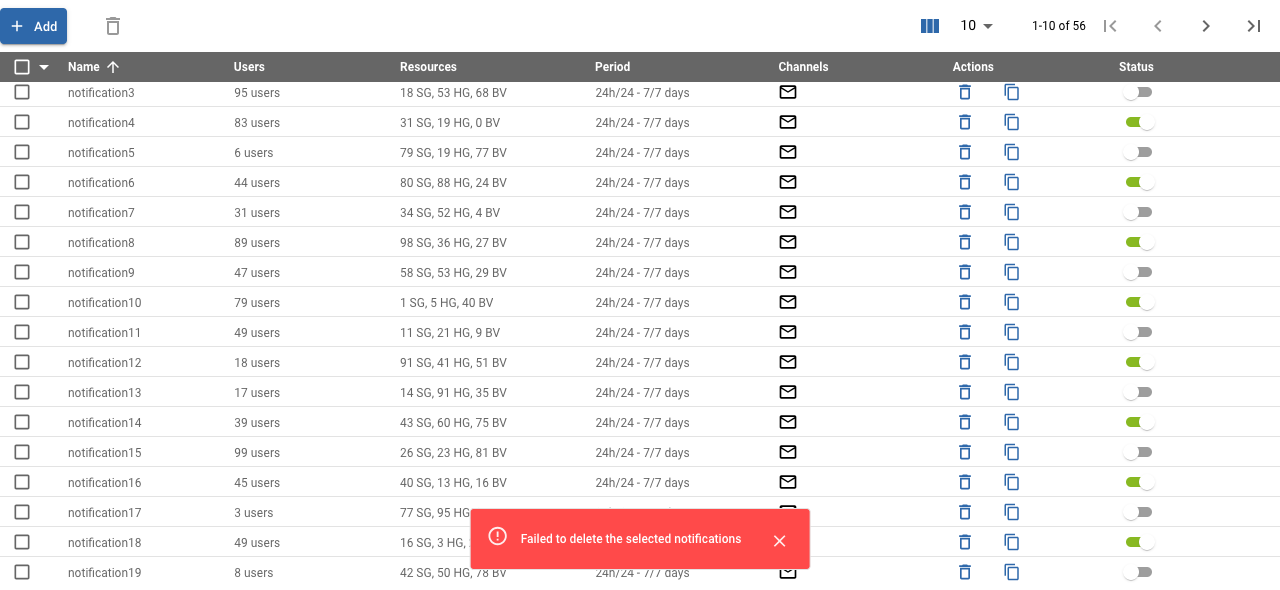 Add 10 1-10 of 56
Name Users Resources Period Channels Actions Status
notification3 95 users 18 SG, 53 HG, 68 BV 24h/24 - 7/7 days
notification4 83 users 31 SG, 19 HG, 0 BV 24h/24 - 7/7 days
notification5 6 users 79 SG, 19 HG, 77 BV 24h/24 - 7/7 days
notification6 44 users 80 SG, 88 HG, 24 BV 24h/24 - 7/7 days
notification7 31 users 34 SG, 52 HG, 4 BV 24h/24 - 7/7 days
notification8 89 users 98 SG, 36 HG, 27 BV 24h/24 - 7/7 days
notification9 47 users 58 SG, 53 HG, 29 BV 24h/24 - 7/7 days
notification10 79 users 1 SG, 5 HG, 40 BV 24h/24 - 7/7 days
notification11 49 users 11 SG, 21 HG, 9 BV 24h/24 - 7/7 days
notification12 18 users 91 SG, 41 HG, 51 BV 24h/24 - 7/7 days
notification13 17 users 14 SG, 91 HG, 35 BV 24h/24 - 7/7 days
notification14 39 users 43 SG, 60 HG, 75 BV 24h/24 - 7/7 days
notification15 99 users 26 SG, 23 HG, 81 BV 24h/24 - 7/7 days
notification16 45 users 40 SG, 13 HG, 16 BV 24h/24 - 7/7 days
notification17 3 users 77 SG, 95 HG
notification18 49 users 16 SG, 3 HG,
Failed to delete the selected notifications
notification19 8 users 42 SG, 50 HG, 78 BV 24h/24 - 7/7 days